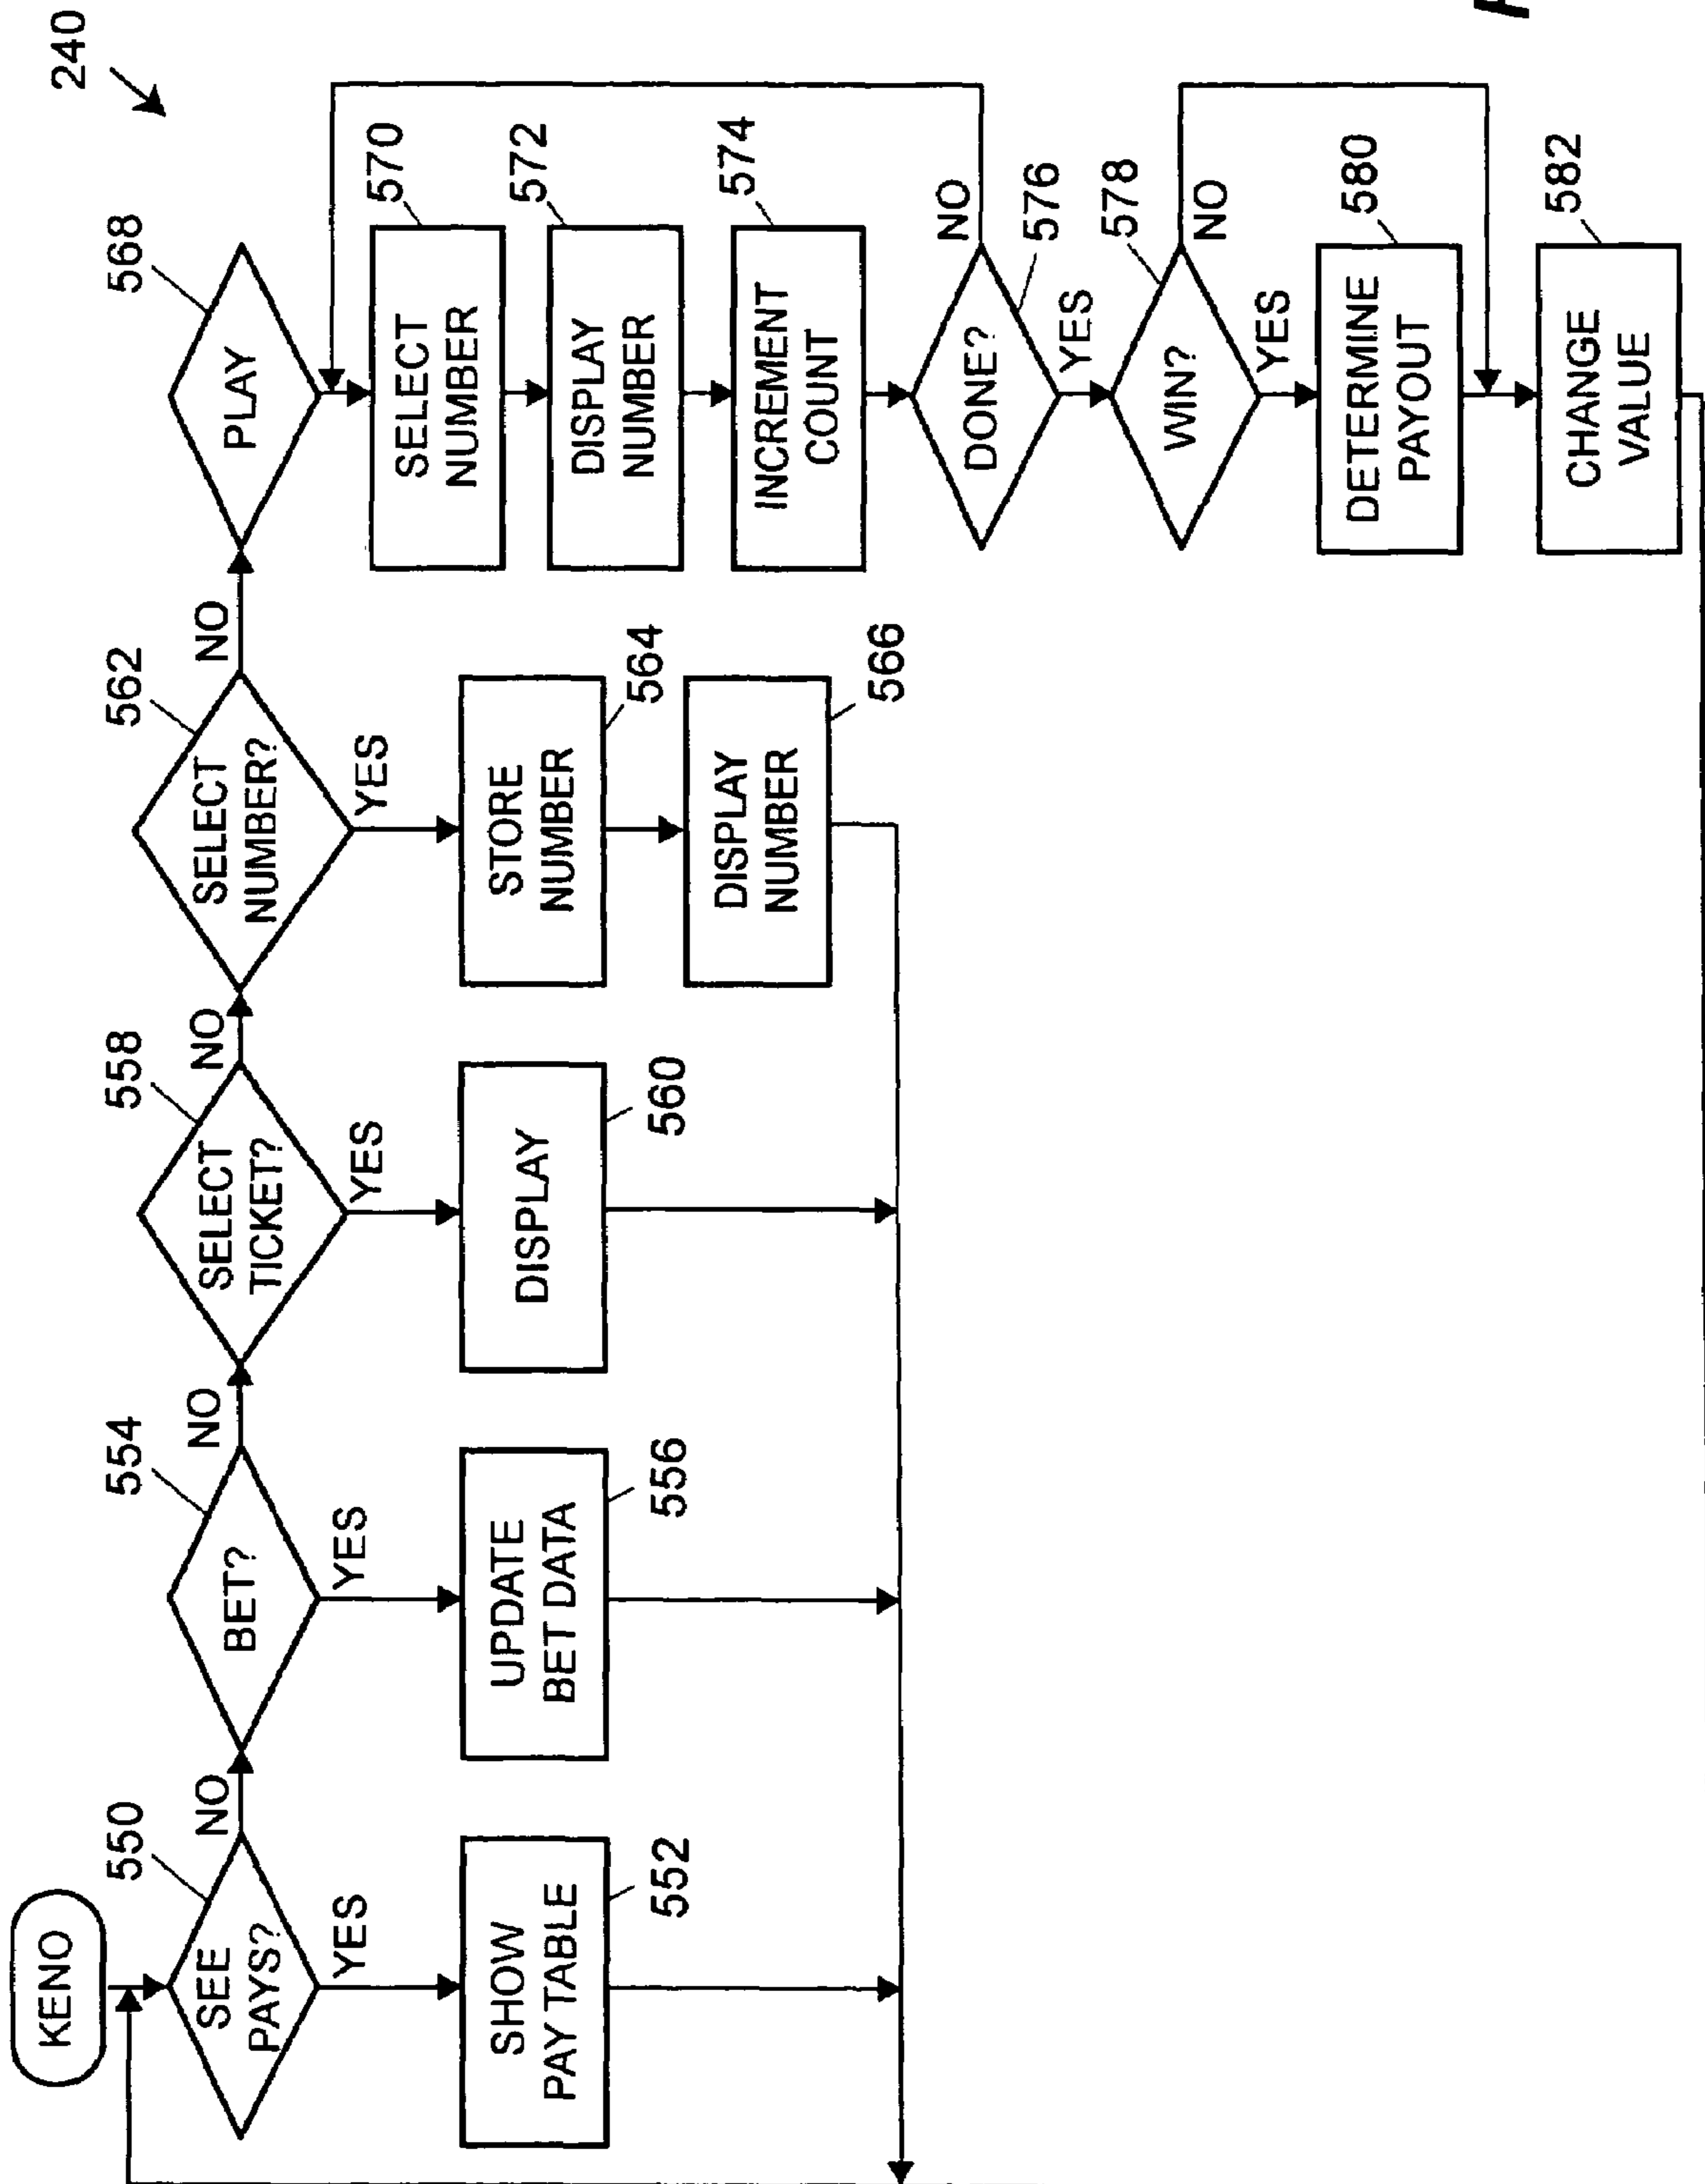 240
KENO
550
SEE
PAYS?
NO
YES
SHOW
PAY TABLE
552
554
BET?
NO
YES
UPDATE
BET DATA
556
558
SELECT
TICKET?
NO
YES
DISPLAY
560
562
SELECT
NUMBER?
NO
YES
STORE
NUMBER
564
DISPLAY
NUMBER
566
568
PLAY
SELECT
NUMBER
570
DISPLAY
NUMBER
572
INCREMENT
COUNT
574
DONE?
NO
576
YES
WIN?
578
NO
YES
DETERMINE
PAYOUT
580
CHANGE
VALUE
582